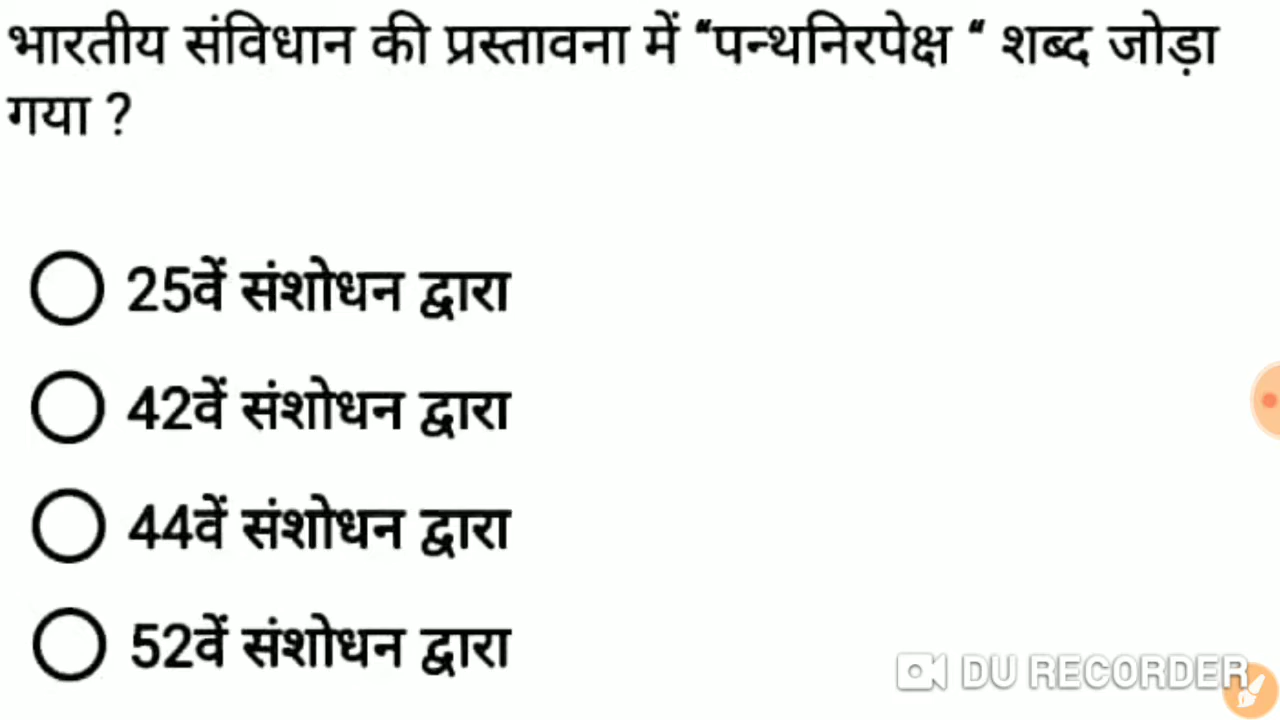 भारतीय संविधान की प्रस्तावना में “पन्थनिरपेक्ष “ शब्द जोड़ा
गया ?
25वें संशोधन द्वारा
42वें संशोधन द्वारा
44वें संशोधन द्वारा
52वें संशोधन द्वारा
DU RECORDER